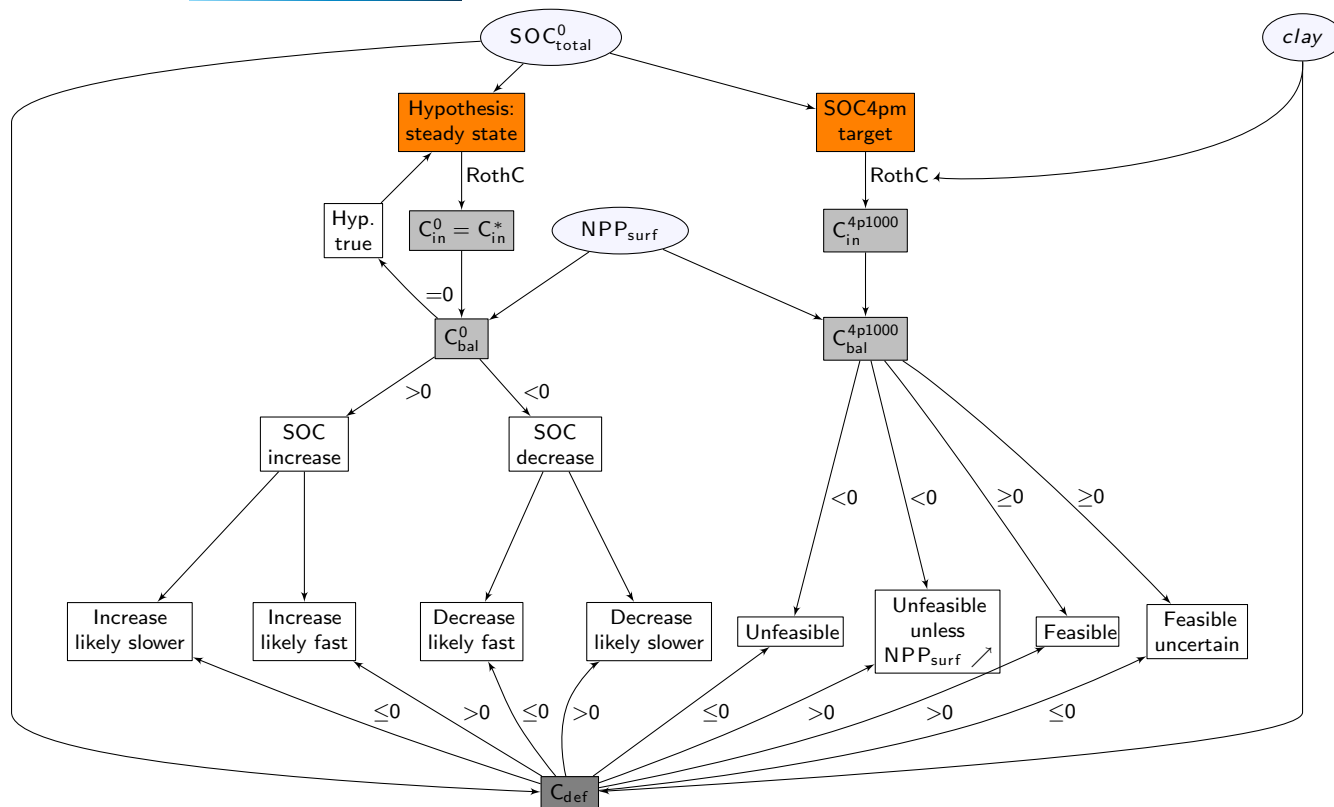 SOC⁰total
clay
Hypothesis:
steady state
SOC4pm
target
RothC
RothC
Hyp.
true
C⁰in = C*in
NPPsurf
C⁴ᵖ¹⁰⁰⁰in
=0
C⁰bal
C⁴ᵖ¹⁰⁰⁰bal
>0
<0
SOC
increase
SOC
decrease
<0
<0
≥0
≥0
Increase
likely slower
Increase
likely fast
Decrease
likely fast
Decrease
likely slower
Unfeasible
Unfeasible
unless
NPPsurf ↗
Feasible
Feasible
uncertain
≤0
>0
≤0
>0
≤0
>0
>0
≤0
Cdef